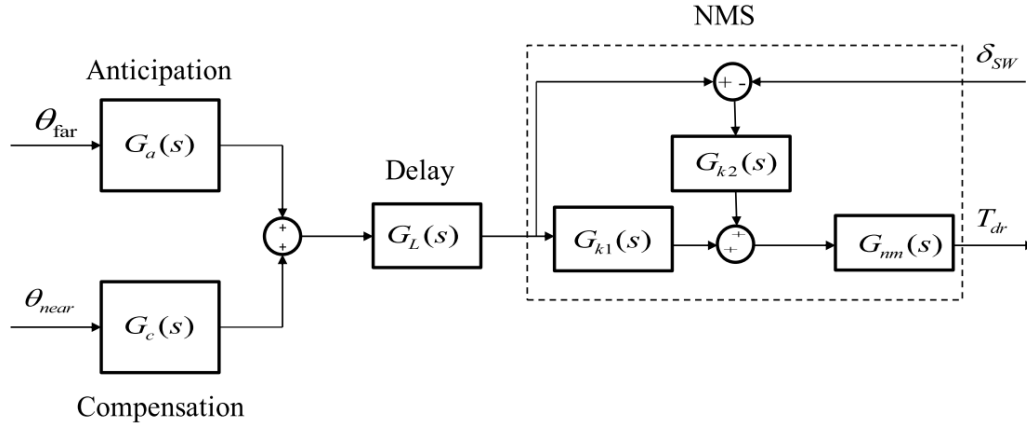 NMS
Anticipation
δ_SW
θ_far
G_a(s)
+ -
G_k2(s)
Delay
+
+
G_L(s)
G_k1(s)
+
+
G_nm(s)
T_dr
θ_near
G_c(s)
Compensation